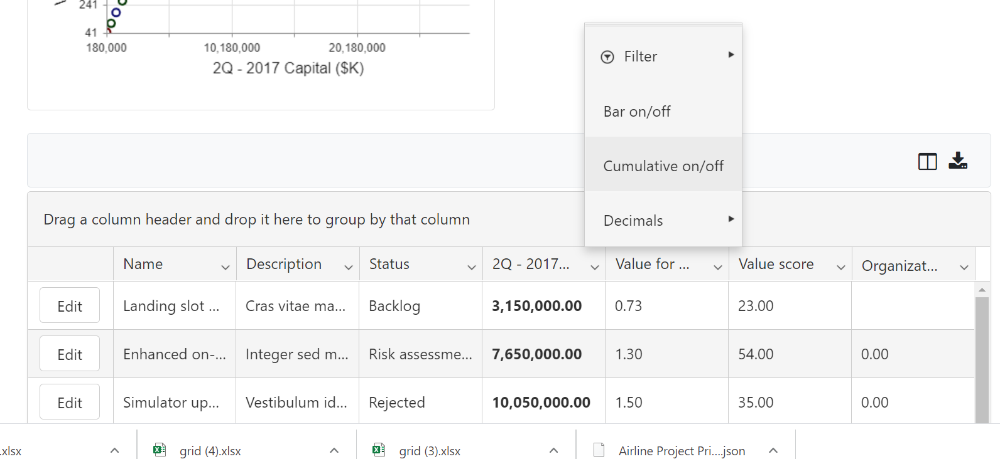 241
41
180,000 10,180,000 20,180,000
2Q - 2017 Capital ($K)
Filter
Bar on/off
Cumulative on/off
Decimals
Drag a column header and drop it here to group by that column
Name Description Status 2Q - 2017... Value for ... Value score Organizat...
Edit Landing slot ... Cras vitae ma... Backlog 3,150,000.00 0.73 23.00
Edit Enhanced on-... Integer sed m... Risk assessme... 7,650,000.00 1.30 54.00 0.00
Edit Simulator up... Vestibulum id... Rejected 10,050,000.00 1.50 35.00 0.00
.xlsx grid (4).xlsx grid (3).xlsx Airline Project Pri....json